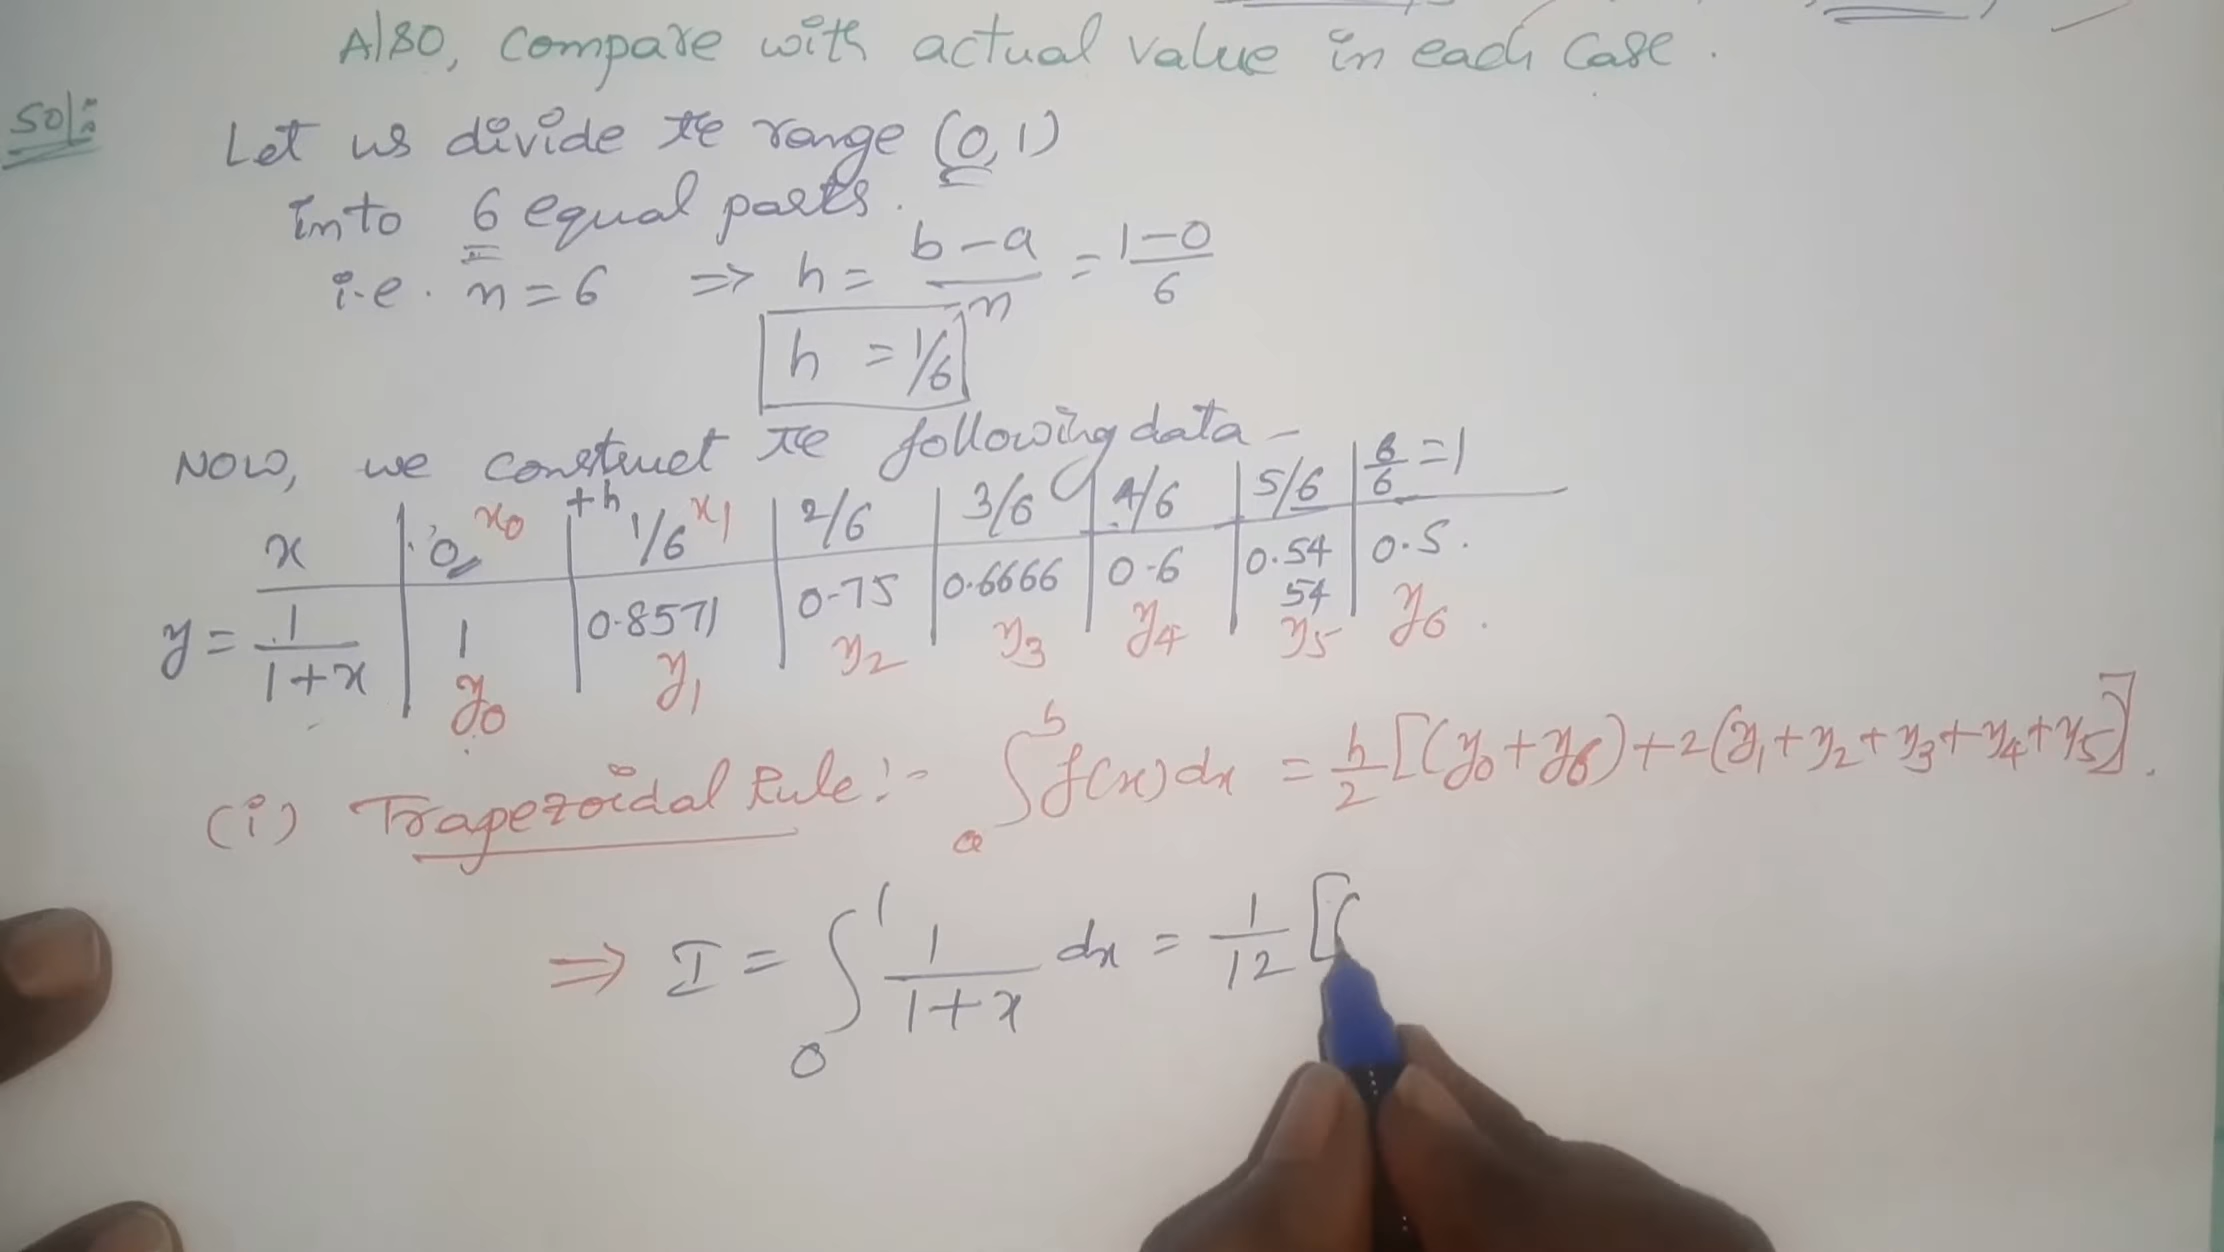 Also, compare with actual value in each case.
Sol:
Let us divide the range (0, 1)
into 6 equal parts.
i.e. n = 6 ⇒ h = b-a/n = 1-0/6
h = 1/6
Now, we construct the following data -
x | 0 x0 | +h 1/6 x1 | 2/6 | 3/6 | 4/6 | 5/6 | 6/6 = 1
y = 1/1+x | 1 | 0.8571 | 0.75 | 0.6666 | 0.6 | 0.5454 | 0.5.
y0 y1 y2 y3 y4 y5 y6.
(i) Trapezoidal Rule:- ∫ₐᵇ f(x)dx = h/2 [(y0+y6)+2(y1+y2+y3+y4+y5)].
⇒ I = ∫₀¹ 1/1+x dx = 1/12 [(